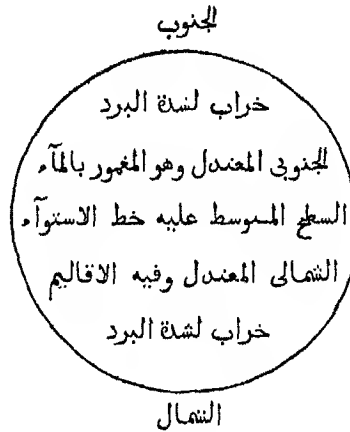 الجنوب
خراب لشدة البرد
الجنوبى المعتدل وهو المغمور بالمآء
السطح المتوسط عليه خط الاستوآء
الشمالى المعتدل وفيه الاقاليم
خراب لشدة البرد
الشمال